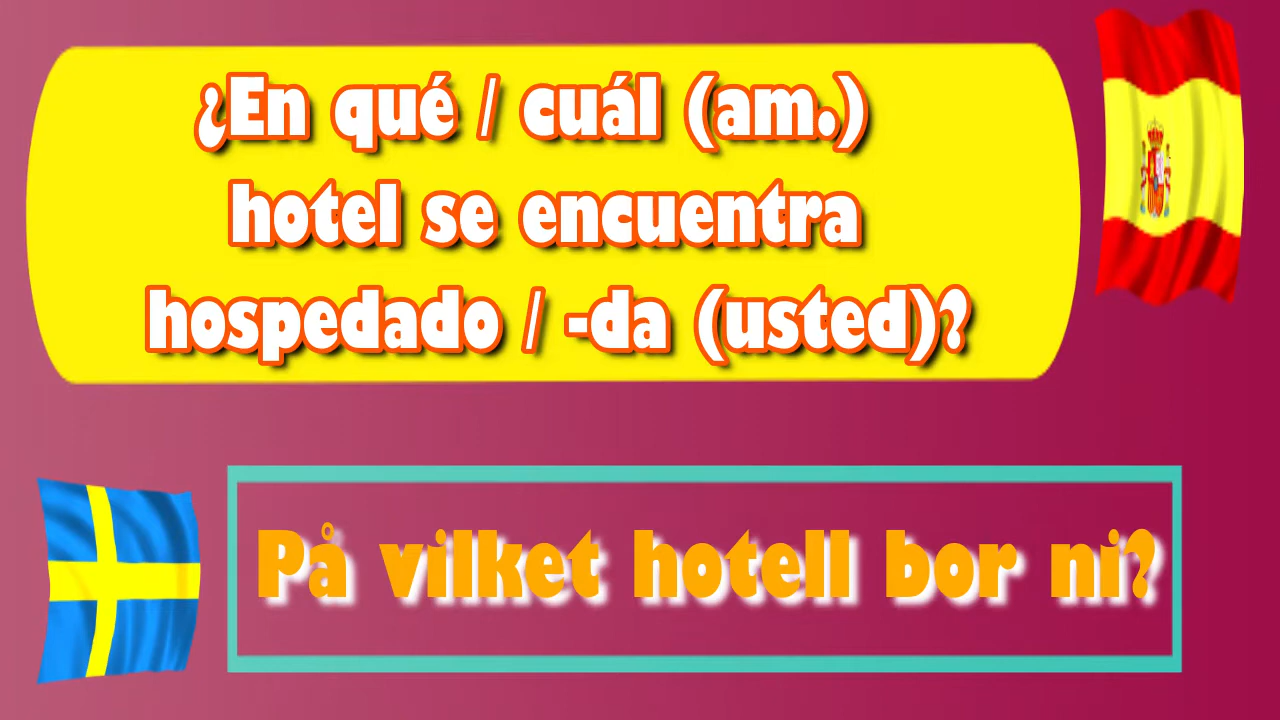 ¿En qué / cuál (am.)
hotel se encuentra
hospedado / -da (usted)?
På vilket hotell bor ni?